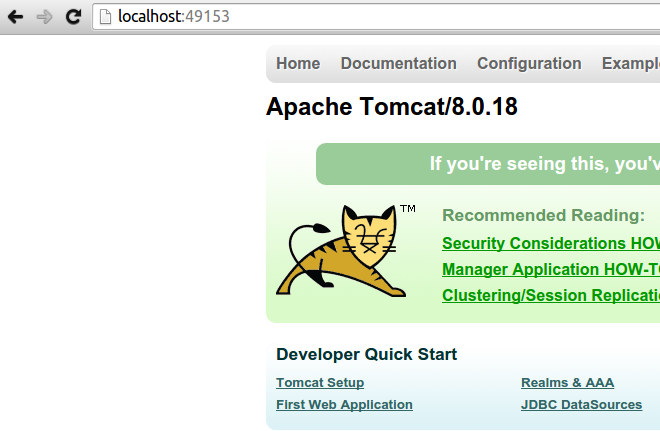 localhost:49153
Home Documentation Configuration Exampl
Apache Tomcat/8.0.18
If you're seeing this, you'v
TM
Recommended Reading:
Security Considerations HOW
Manager Application HOW-TO
Clustering/Session Replicatio
Developer Quick Start
Tomcat Setup Realms & AAA
First Web Application JDBC DataSources